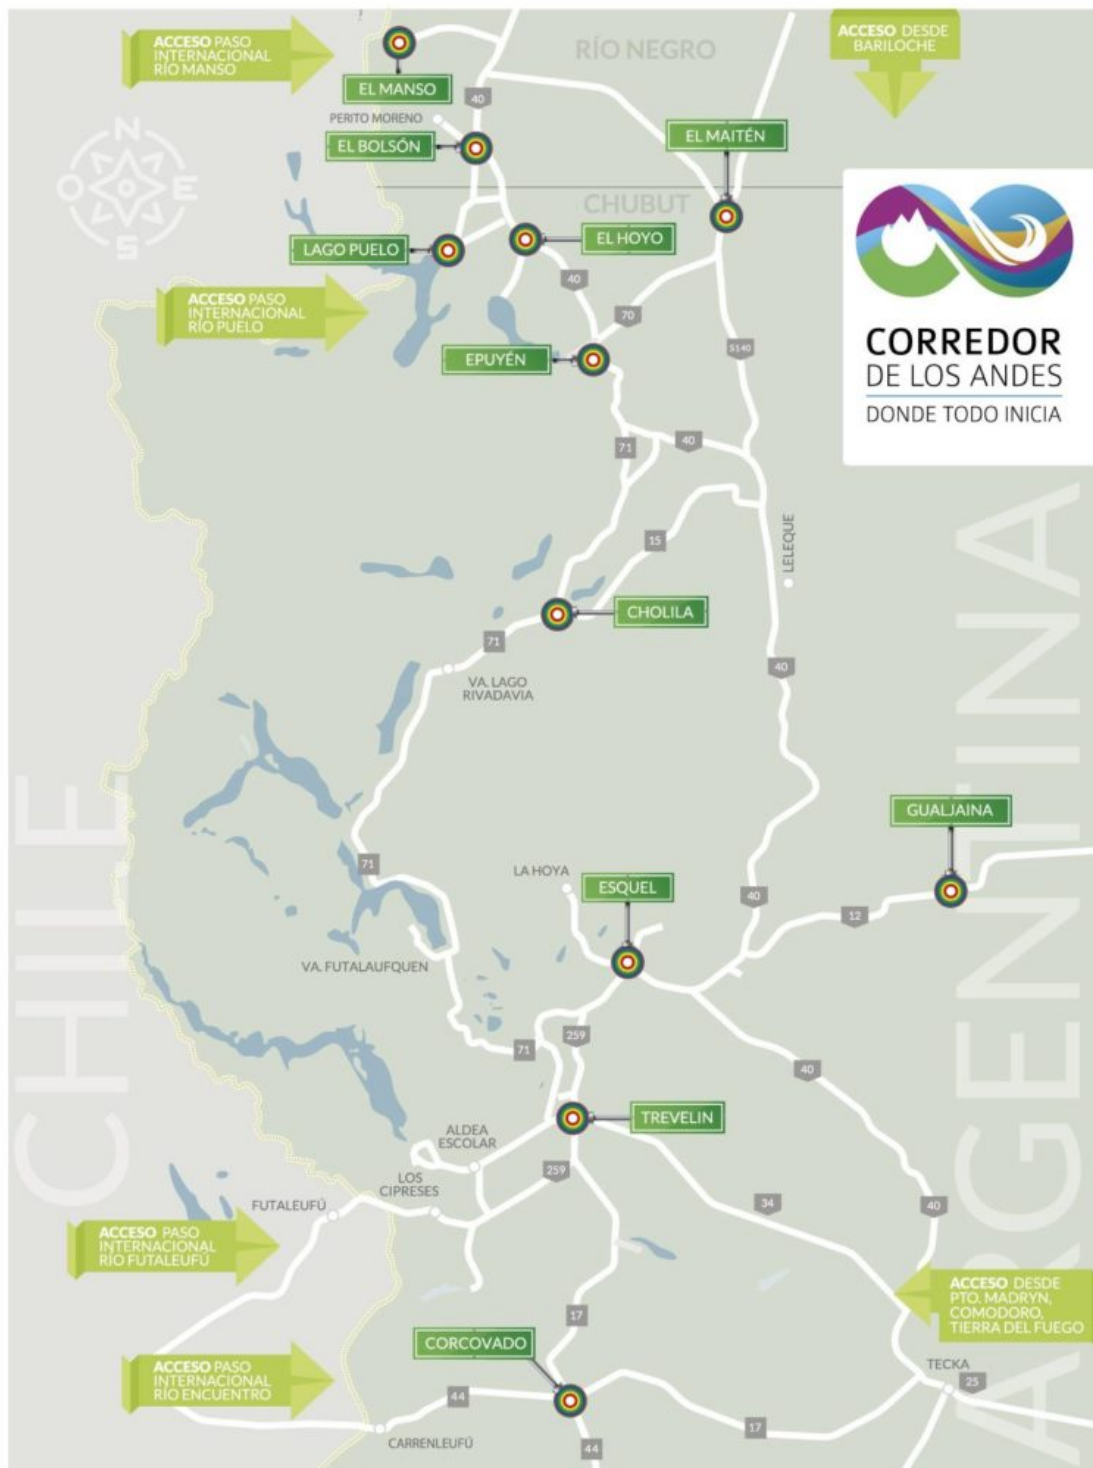 ACCESO PASO
INTERNACIONAL
RÍO MANSO
RÍO NEGRO
ACCESO DESDE
BARILOCHE
EL MANSO
40
PERITO MORENO
EL BOLSÓN
EL MAITÉN
N
O
E
S
CHUBUT
LAGO PUELO
EL HOYO
ACCESO PASO
INTERNACIONAL
RÍO PUELO
40
70
EPUYÉN
S140
CORREDOR
DE LOS ANDES
DONDE TODO INICIA
71
40
15
LELEQUE
CHOLILA
71
VA. LAGO
RIVADAVIA
40
CHILE
ARGENTINA
GUALJAINA
71
LA HOYA
ESQUEL
40
12
VA. FUTALAUFQUEN
71
259
40
TREVELIN
ALDEA
ESCOLAR
259
LOS
CIPRESES
34
40
FUTALEUFÚ
ACCESO PASO
INTERNACIONAL
RÍO FUTALEUFÚ
ACCESO DESDE
PTO. MADRYN,
COMODORO,
TIERRA DEL FUEGO
17
CORCOVADO
ACCESO PASO
INTERNACIONAL
RÍO ENCUENTRO
TECKA
25
44
17
CARRENLEUFÚ
44